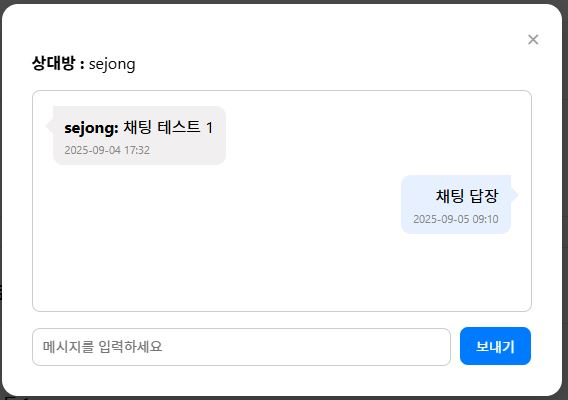 ×
상대방 : sejong
sejong: 채팅 테스트 1
2025-09-04 17:32
채팅 답장
2025-09-05 09:10
메시지를 입력하세요
보내기